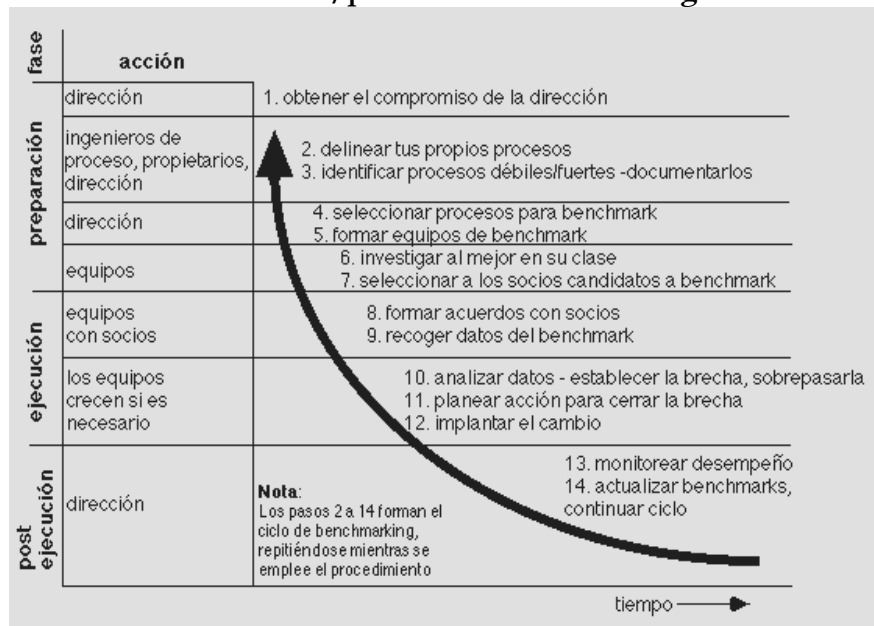 fase
acción
preparación
dirección
1. obtener el compromiso de la dirección
ingenieros de
proceso, propietarios,
dirección
2. delinear tus propios procesos
3. identificar procesos débiles/fuertes -documentarlos
dirección
4. seleccionar procesos para benchmark
5. formar equipos de benchmark
equipos
6. investigar al mejor en su clase
7. seleccionar a los socios candidatos a benchmark
ejecución
equipos
con socios
8. formar acuerdos con socios
9. recoger datos del benchmark
los equipos
crecen si es
necesario
10. analizar datos - establecer la brecha, sobrepasarla
11. planear acción para cerrar la brecha
12. implantar el cambio
post
ejecución
dirección
13. monitorear desempeño
14. actualizar benchmarks,
continuar ciclo
Nota:
Los pasos 2 a 14 forman el
ciclo de benchmarking,
repitiéndose mientras se
emplee el procedimiento
tiempo